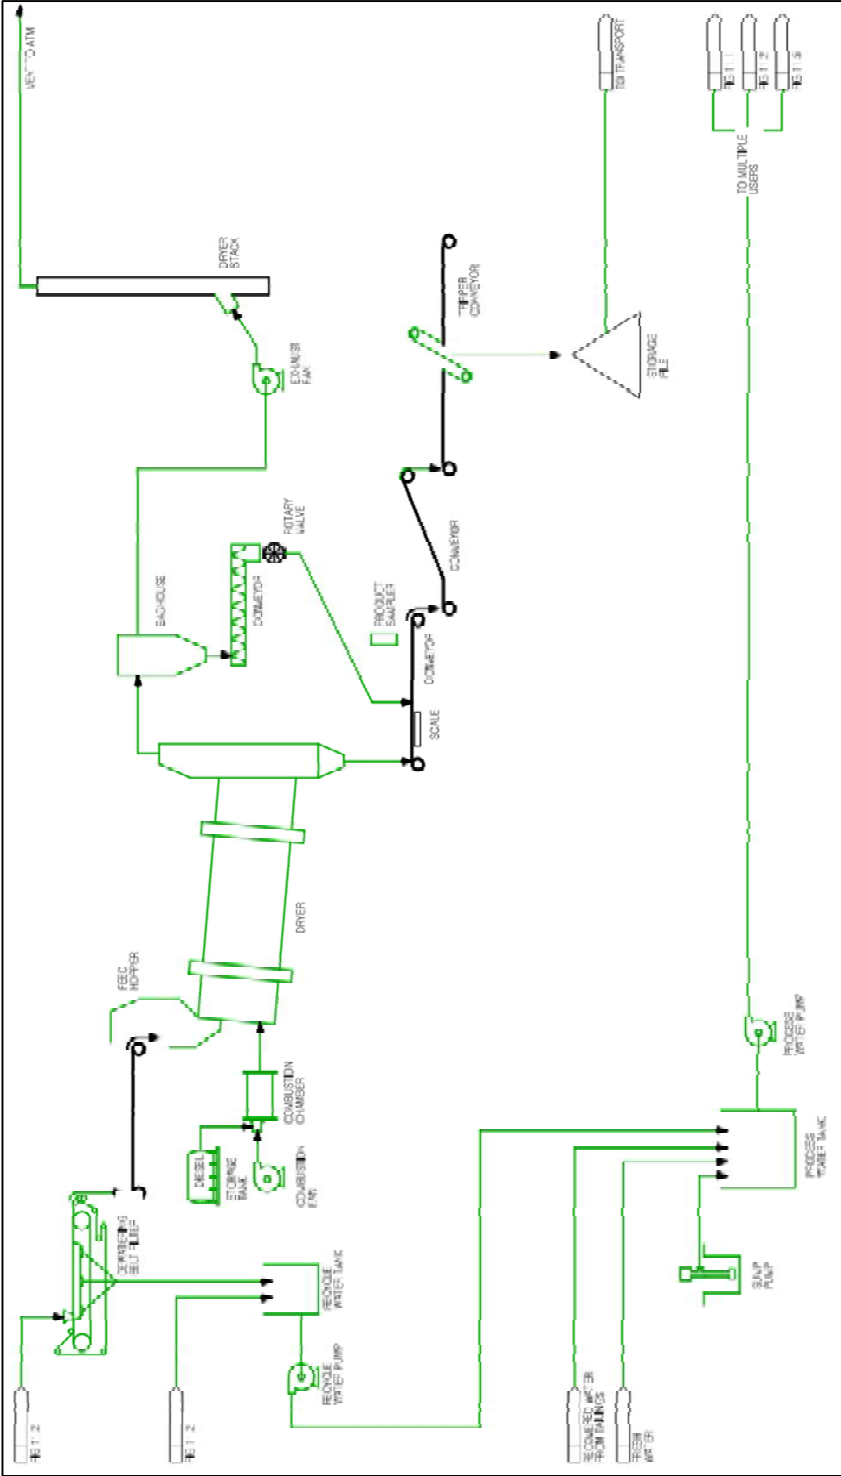 VENT TO ATM
DRYER
STACK
EXHAUST
FAN
BAGHOUSE
CONVEYOR
ROTARY
VALVE
FEED
HOPPER
DRYER
DEWATERING
BELT FILTER
DIESEL
STORAGE
TANK
COMBUSTION
CHAMBER
COMBUSTION
FAN
RECYCLE
WATER TANK
RECYCLE
WATER PUMP
PRODUCT
SAMPLER
SCALE
CONVEYOR
CONVEYOR
TRIPPER
CONVEYOR
STORAGE
PILE
TO TRANSPORT
RECOVERED WATER
FROM TAILINGS
FRESH
WATER
SUMP
PUMP
PROCESS
WATER TANK
PROCESS
WATER PUMP
TO MULTIPLE
USERS